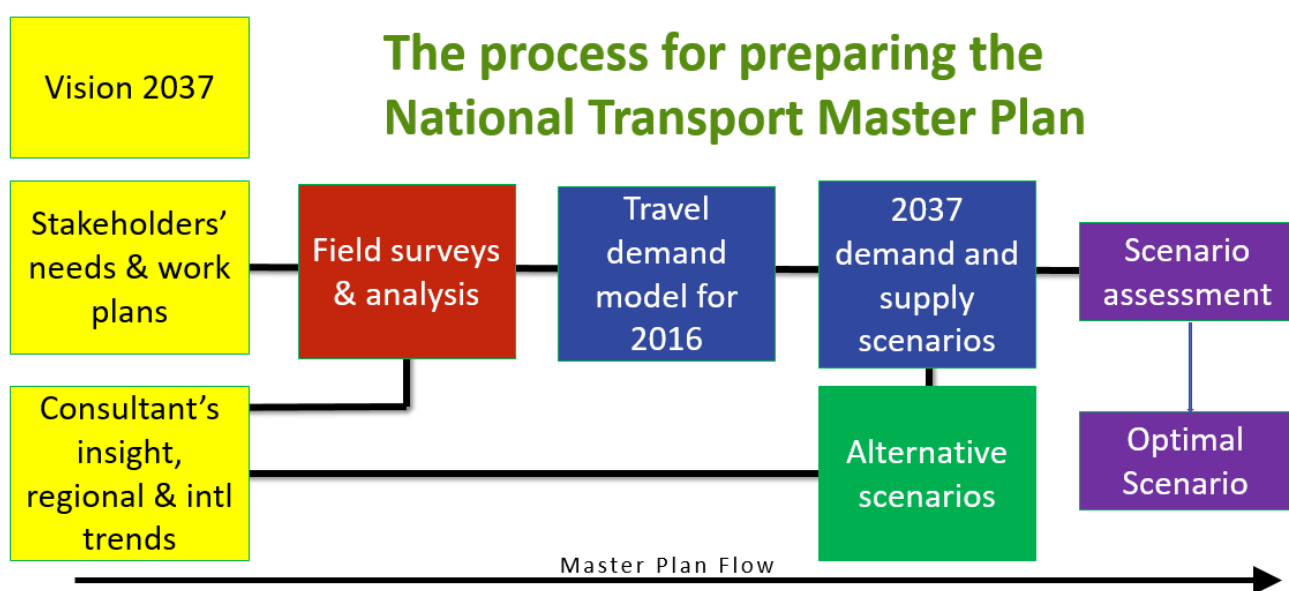 The process for preparing the
National Transport Master Plan
Vision 2037
Stakeholders’
needs & work
plans
Field surveys
& analysis
Travel
demand
model for
2016
2037
demand and
supply
scenarios
Scenario
assessment
Consultant’s
insight,
regional & intl
trends
Alternative
scenarios
Optimal
Scenario
Master Plan Flow